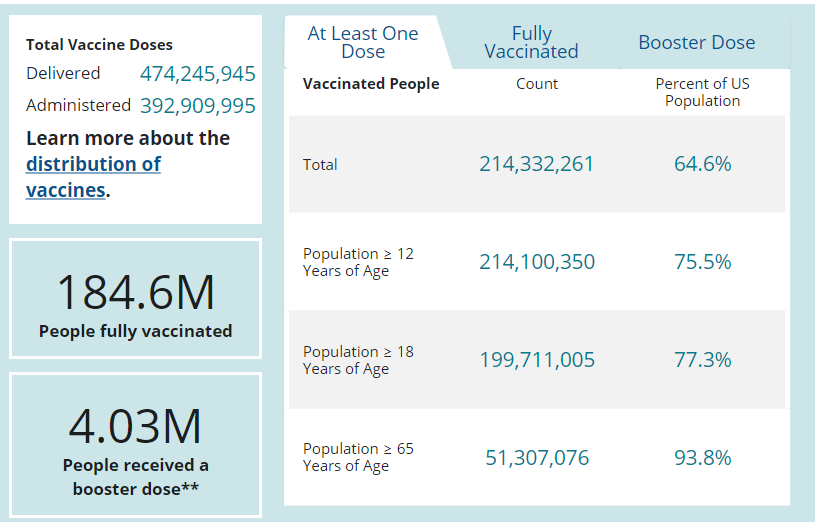 Total Vaccine Doses
Delivered 474,245,945
Administered 392,909,995
Learn more about the
distribution of
vaccines.
184.6M
People fully vaccinated
4.03M
People received a
booster dose**
At Least One
Dose
Fully
Vaccinated
Booster Dose
Vaccinated People
Count
Percent of US
Population
Total 214,332,261 64.6%
Population ≥ 12
Years of Age
214,100,350 75.5%
Population ≥ 18
Years of Age
199,711,005 77.3%
Population ≥ 65
Years of Age
51,307,076 93.8%